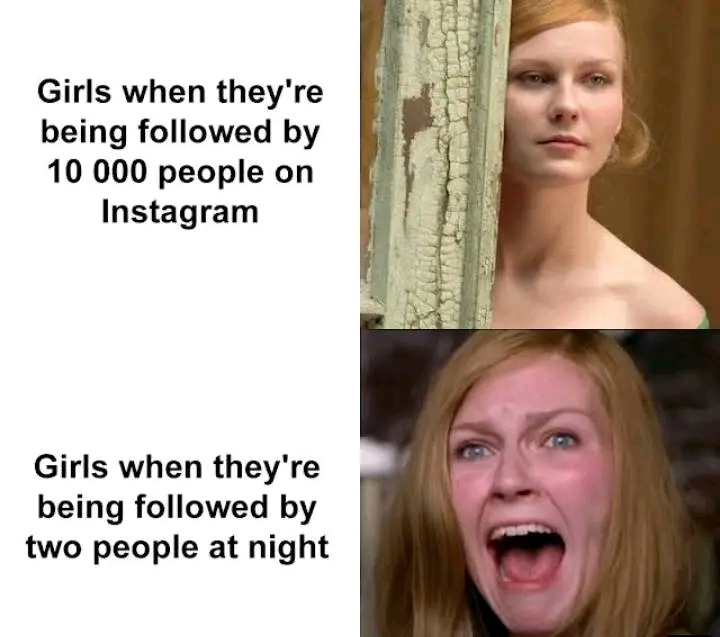 Girls when they're
being followed by
10 000 people on
Instagram
Girls when they're
being followed by
two people at night